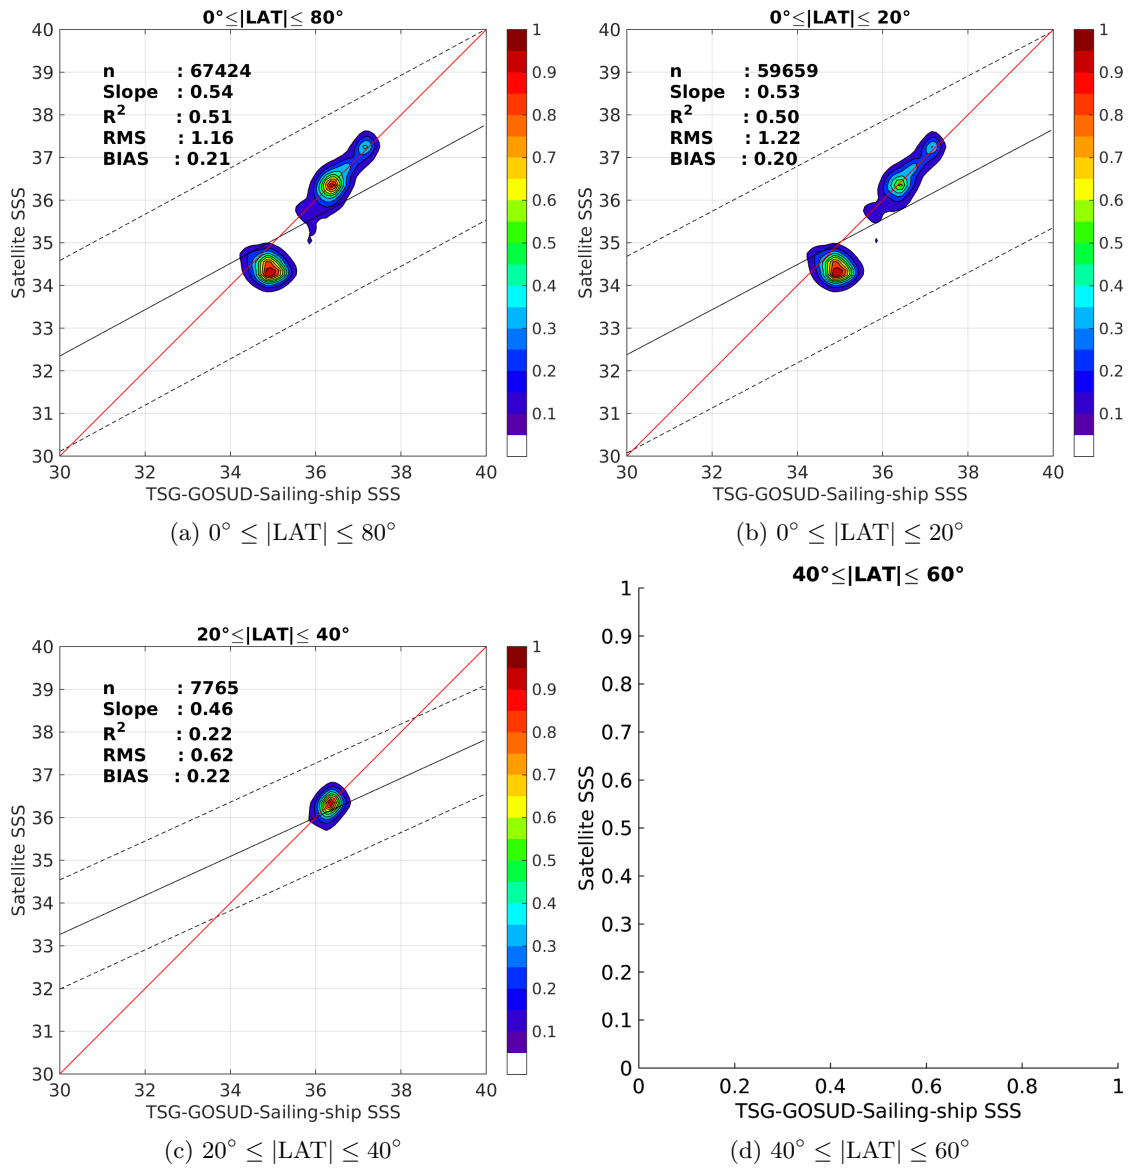 0°≤|LAT|≤ 80°
40
39
38
37
36
35
34
33
32
31
30
n : 67424
Slope : 0.54
R² : 0.51
RMS : 1.16
BIAS : 0.21
Satellite SSS
30 32 34 36 38 40
TSG-GOSUD-Sailing-ship SSS
1
0.9
0.8
0.7
0.6
0.5
0.4
0.3
0.2
0.1
(a) 0° ≤ |LAT| ≤ 80°
0°≤|LAT|≤ 20°
40
39
38
37
36
35
34
33
32
31
30
n : 59659
Slope : 0.53
R² : 0.50
RMS : 1.22
BIAS : 0.20
Satellite SSS
30 32 34 36 38 40
TSG-GOSUD-Sailing-ship SSS
1
0.9
0.8
0.7
0.6
0.5
0.4
0.3
0.2
0.1
(b) 0° ≤ |LAT| ≤ 20°
20°≤|LAT|≤ 40°
40
39
38
37
36
35
34
33
32
31
30
n : 7765
Slope : 0.46
R² : 0.22
RMS : 0.62
BIAS : 0.22
Satellite SSS
30 32 34 36 38 40
TSG-GOSUD-Sailing-ship SSS
1
0.9
0.8
0.7
0.6
0.5
0.4
0.3
0.2
0.1
(c) 20° ≤ |LAT| ≤ 40°
40°≤|LAT|≤ 60°
1
0.9
0.8
0.7
0.6
0.5
0.4
0.3
0.2
0.1
0
Satellite SSS
0 0.2 0.4 0.6 0.8 1
TSG-GOSUD-Sailing-ship SSS
(d) 40° ≤ |LAT| ≤ 60°